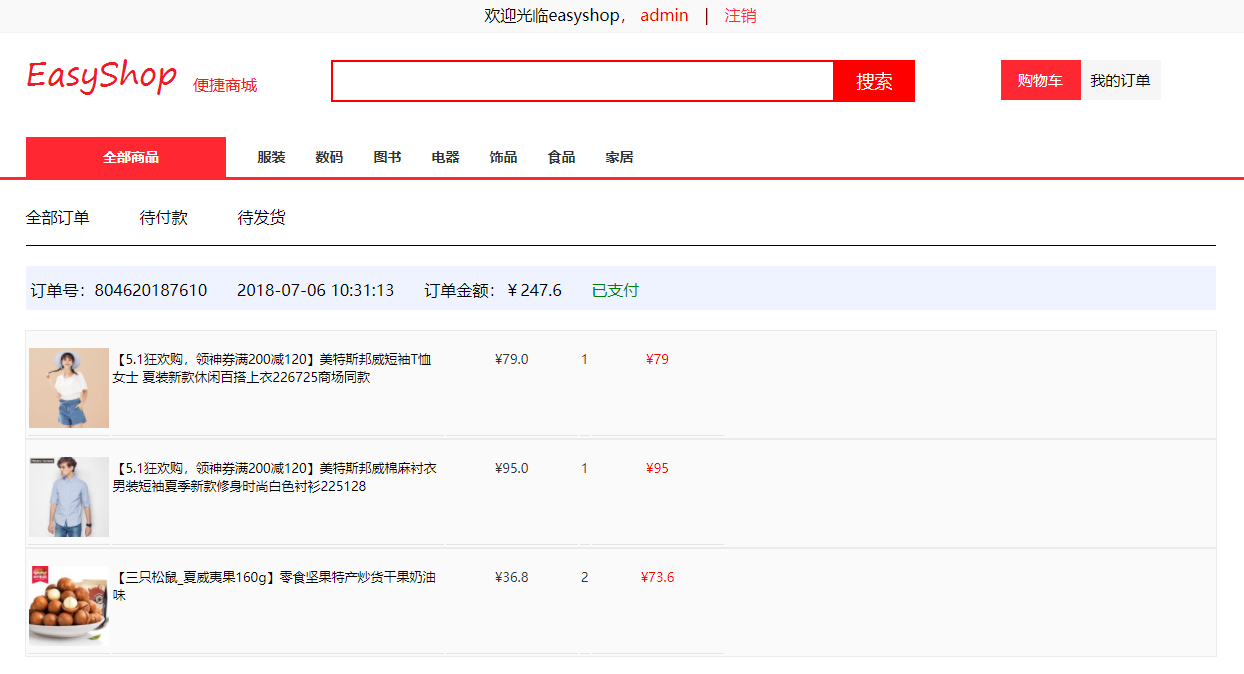 欢迎光临easyshop， admin | 注销
EasyShop 便捷商城
搜索
购物车 我的订单
全部商品 服装 数码 图书 电器 饰品 食品 家居
全部订单 待付款 待发货
订单号：804620187610 2018-07-06 10:31:13 订单金额：￥247.6 已支付
【5.1狂欢购，领神券满200减120】美特斯邦威短袖T恤 ¥79.0 1 ¥79
女士 夏装新款休闲百搭上衣226725商场同款
【5.1狂欢购，领神券满200减120】美特斯邦威棉麻衬衣 ¥95.0 1 ¥95
男装短袖夏季新款修身时尚白色衬衫225128
【三只松鼠_夏威夷果160g】零食坚果特产炒货干果奶油 ¥36.8 2 ¥73.6
味